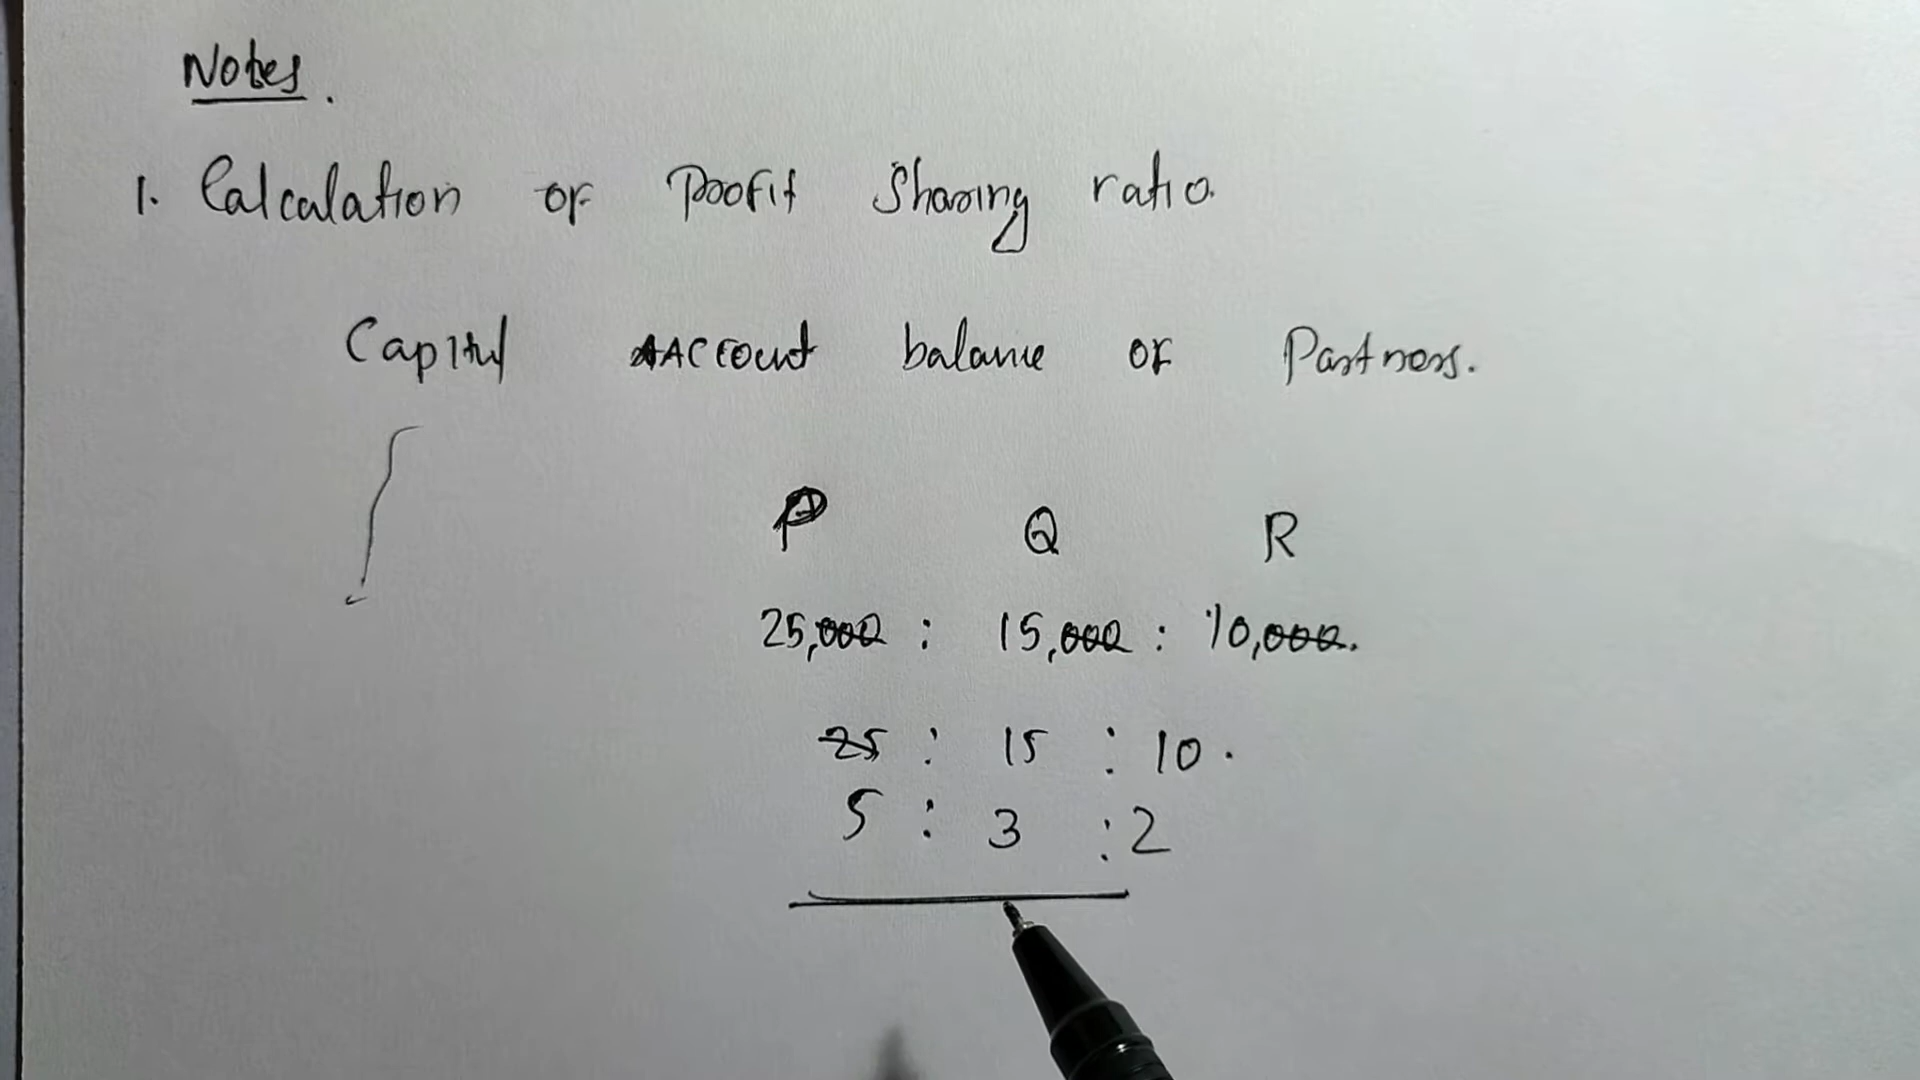 Notes.
1. Calculation of Profit Sharing ratio.
Capital Account balance of Partners.
P Q R
25,000 : 15,000 : 10,000.
25 : 15 : 10.
5 : 3 : 2